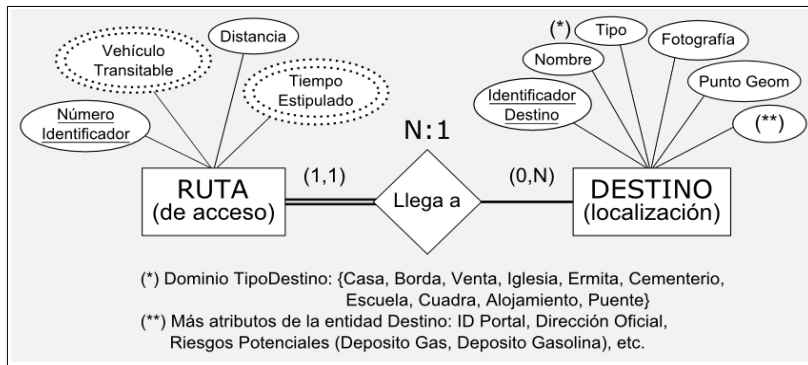 Vehículo
Transitable
Distancia
Tiempo
Estipulado
Número
Identificador
(*)
Tipo
Nombre
Fotografía
Identificador
Destino
Punto Geom
(**)
N:1
RUTA
(de acceso)
(1,1)
Llega a
(0,N)
DESTINO
(localización)
(*) Dominio TipoDestino: {Casa, Borda, Venta, Iglesia, Ermita, Cementerio,
Escuela, Cuadra, Alojamiento, Puente}
(**) Más atributos de la entidad Destino: ID Portal, Dirección Oficial,
Riesgos Potenciales (Deposito Gas, Deposito Gasolina), etc.